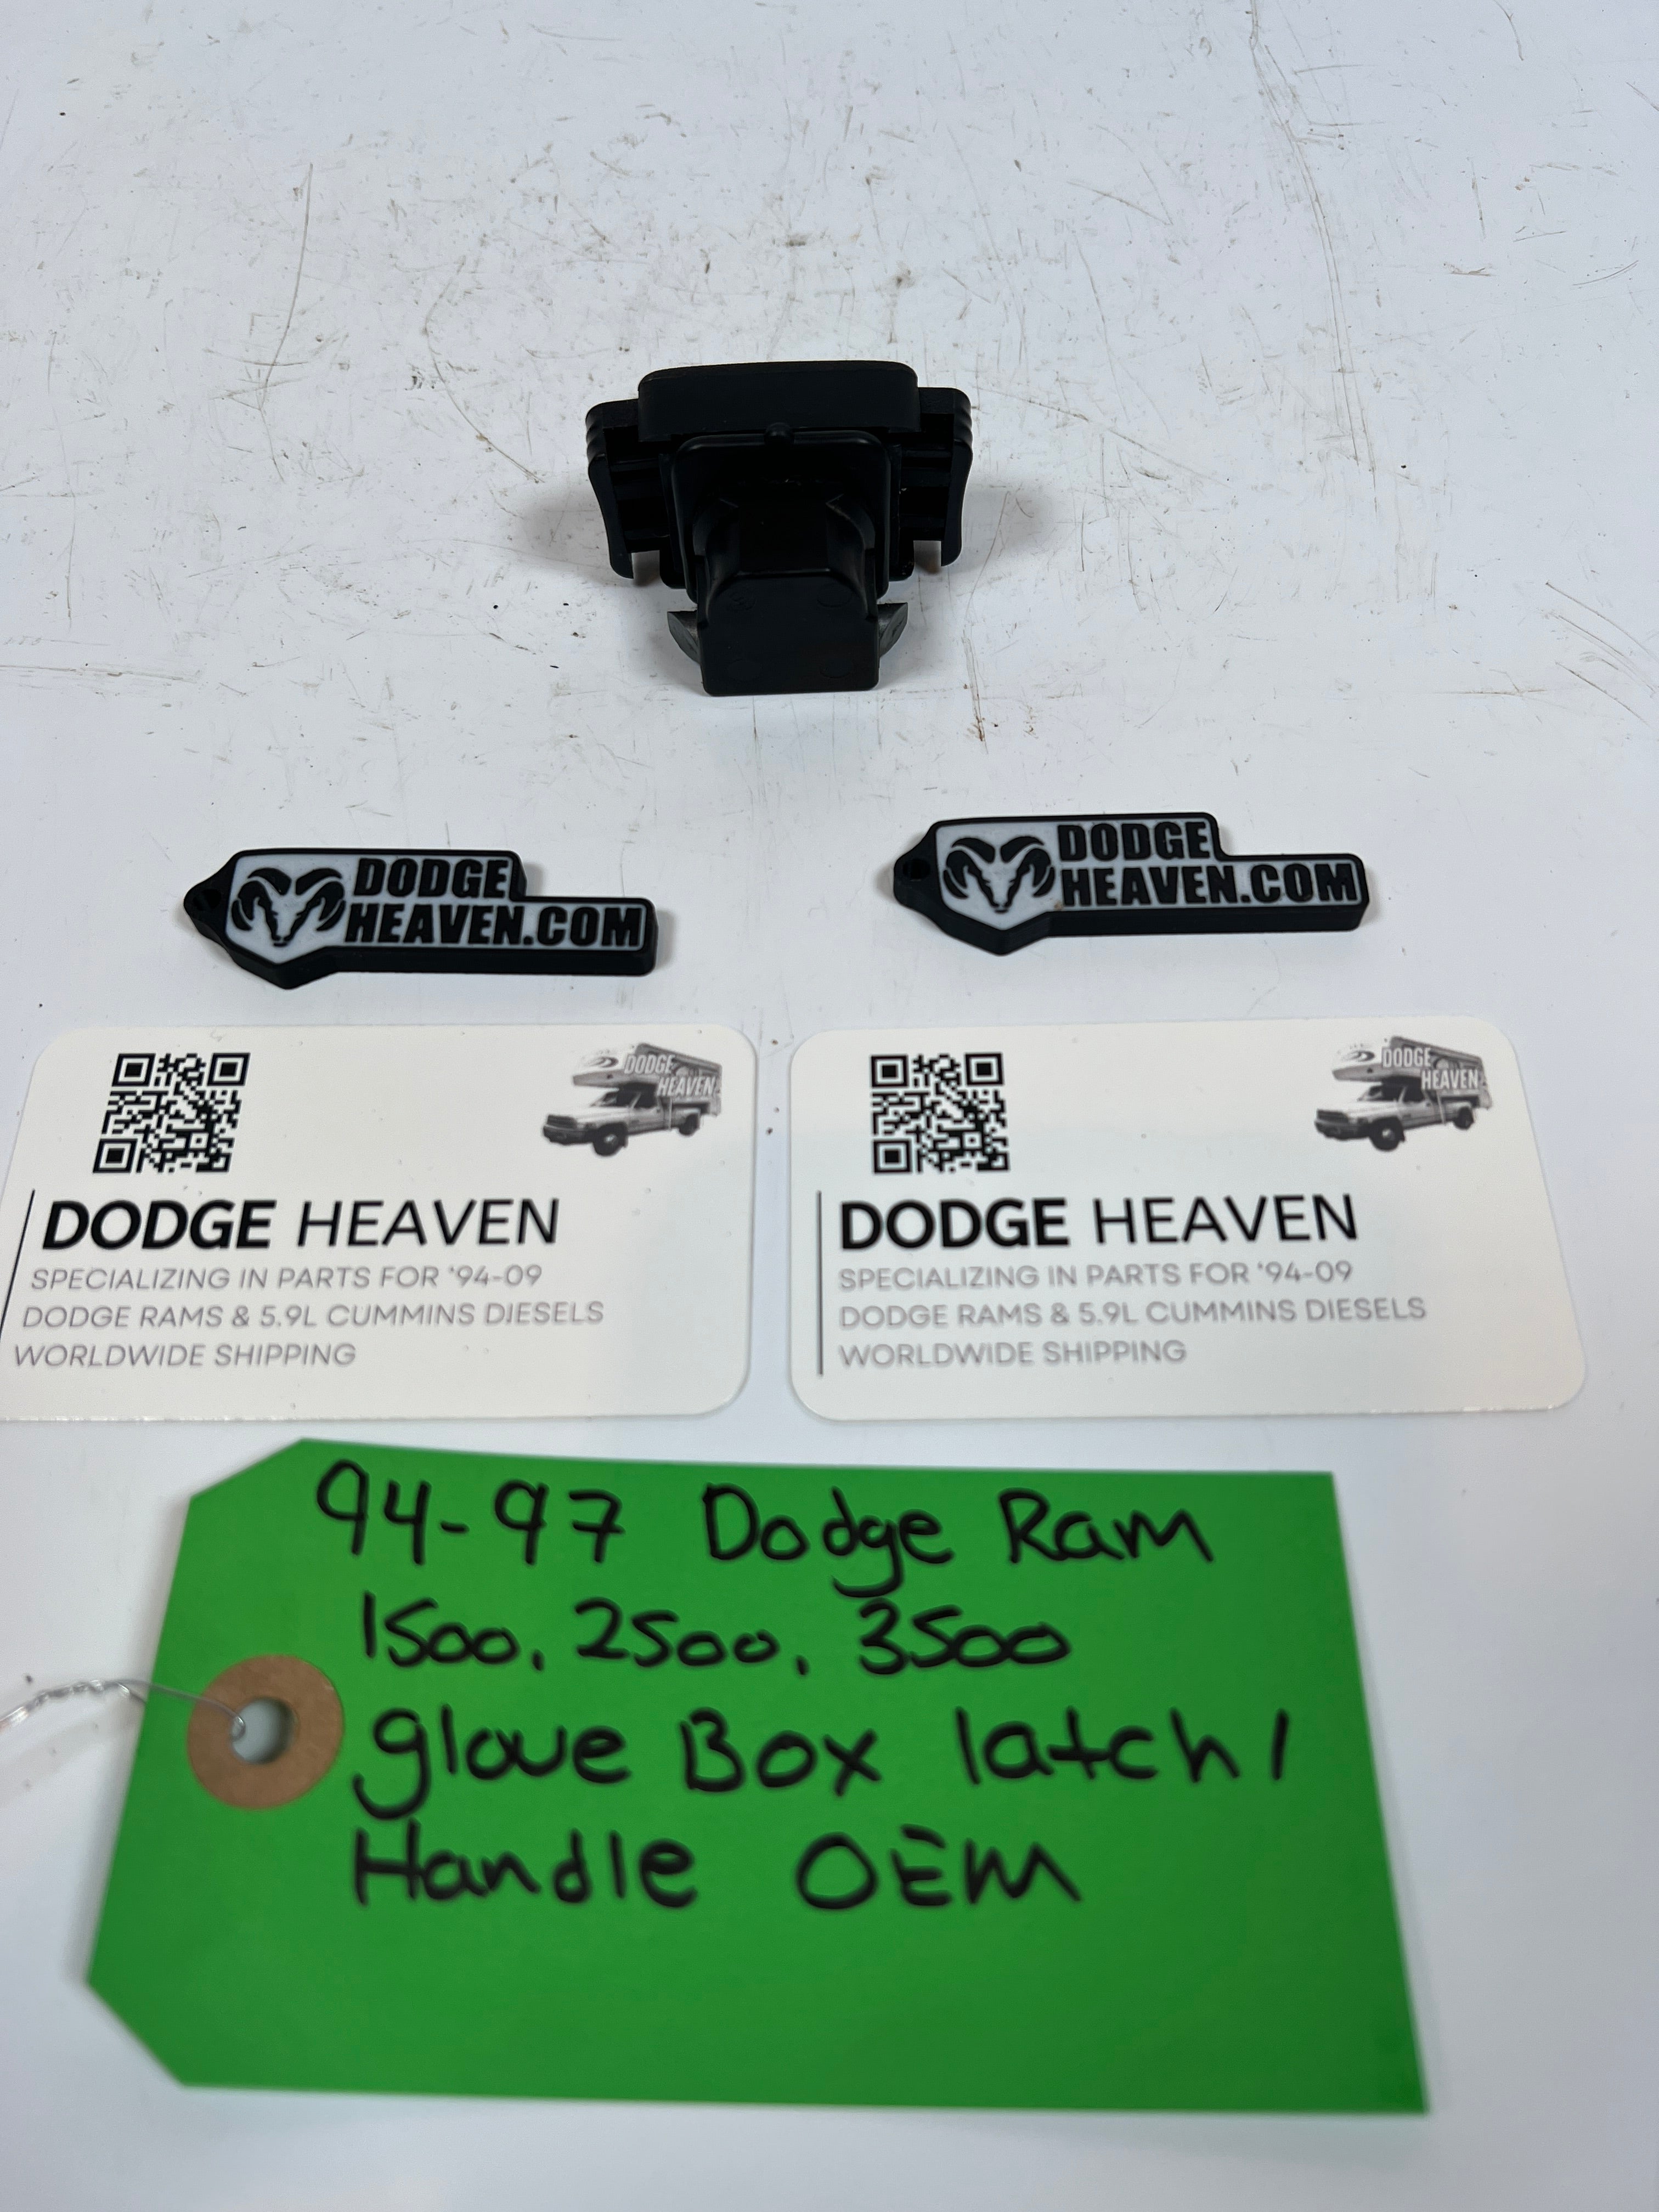 DODGE
HEAVEN.COM
DODGE
HEAVEN.COM
DODGE
HEAVEN
DODGE HEAVEN
SPECIALIZING IN PARTS FOR '94-09
DODGE RAMS & 5.9L CUMMINS DIESELS
WORLDWIDE SHIPPING
DODGE
HEAVEN
DODGE HEAVEN
SPECIALIZING IN PARTS FOR '94-09
DODGE RAMS & 5.9L CUMMINS DIESELS
WORLDWIDE SHIPPING
94-97 Dodge Ram
1500, 2500, 3500
glove Box latch/
Handle OEM